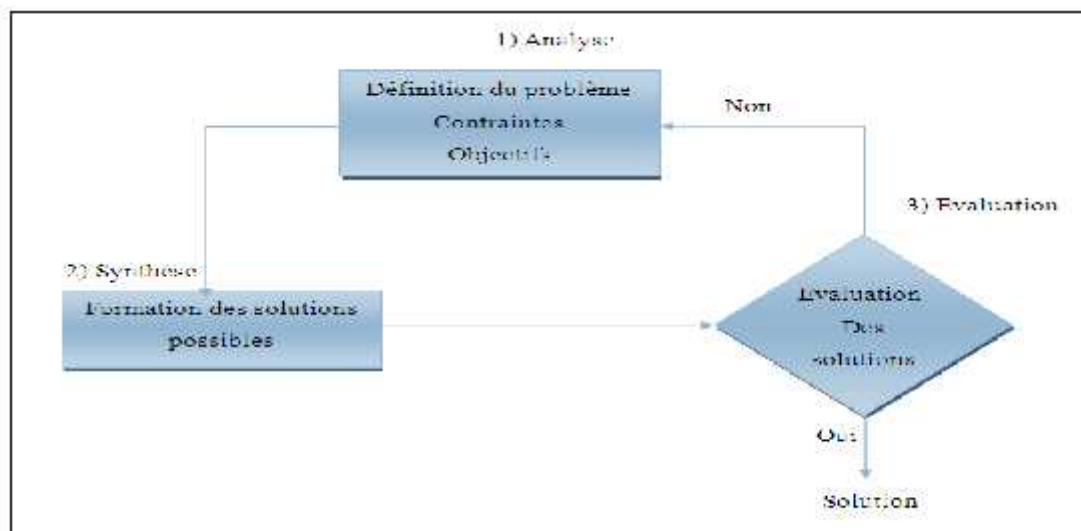 1) Analyse
Définition du problème
Contraintes
Objectifs
Non
3) Evaluation
2) Synthèse
Formation des solutions
possibles
Evaluation
Des
solutions
Oui
Solution